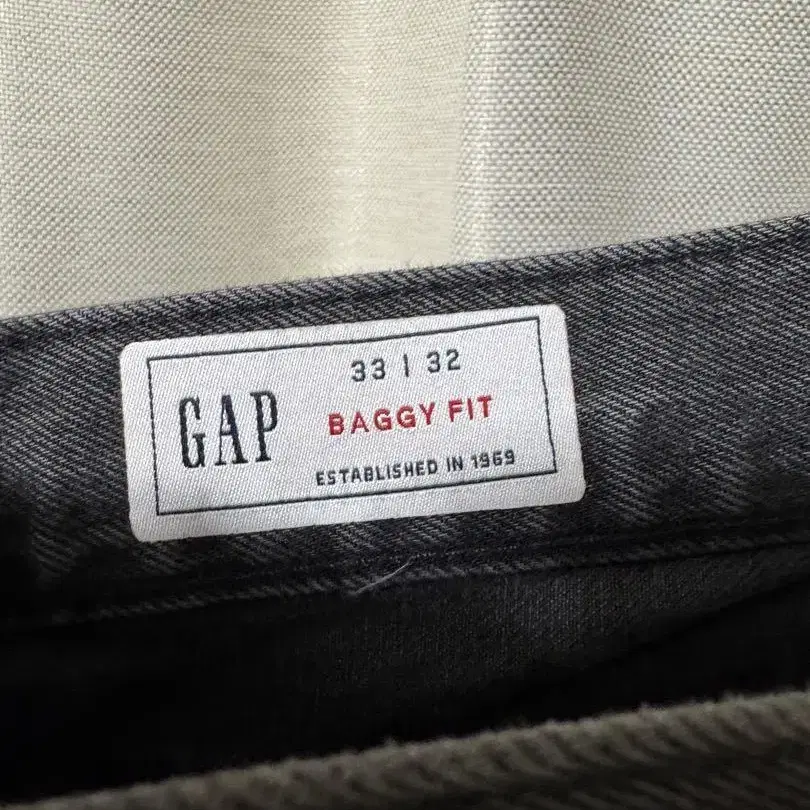 GAP
33 | 32
BAGGY FIT
ESTABLISHED IN 1969